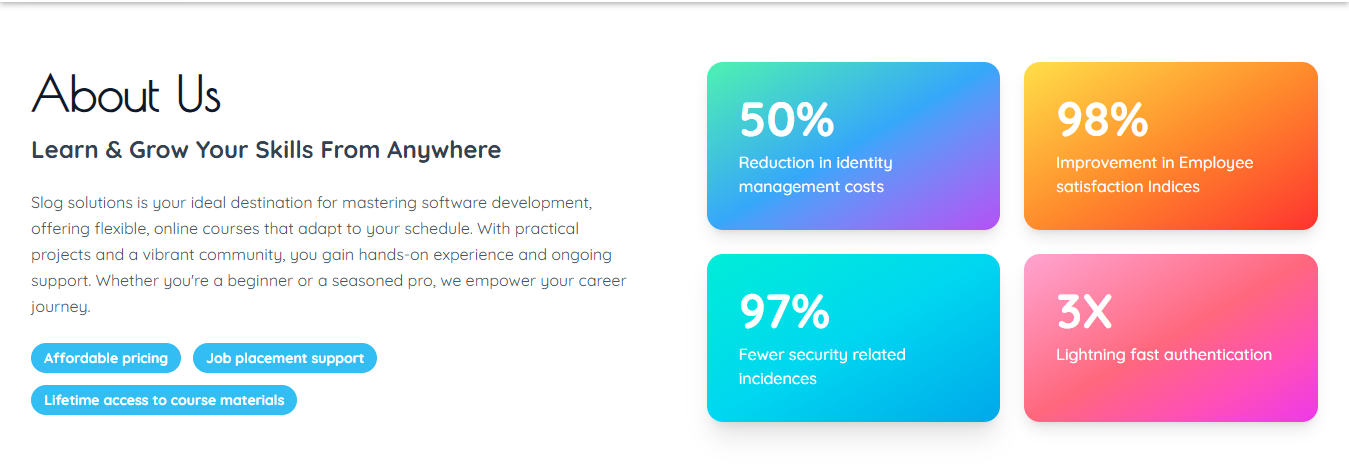 About Us
Learn & Grow Your Skills From Anywhere
Slog solutions is your ideal destination for mastering software development,
offering flexible, online courses that adapt to your schedule. With practical
projects and a vibrant community, you gain hands-on experience and ongoing
support. Whether you're a beginner or a seasoned pro, we empower your career
journey.
Affordable pricing
Job placement support
Lifetime access to course materials
50%
Reduction in identity
management costs
98%
Improvement in Employee
satisfaction Indices
97%
Fewer security related
incidences
3X
Lightning fast authentication